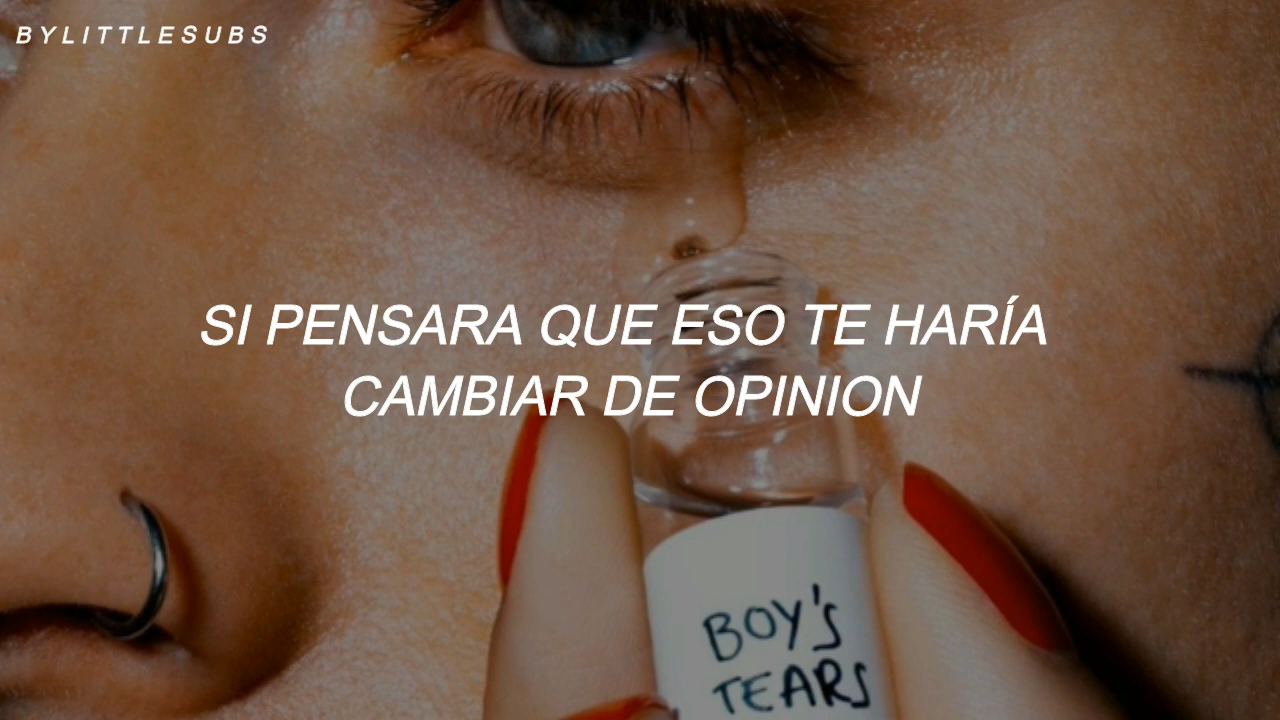 BYLITTLESUBS
SI PENSARA QUE ESO TE HARÍA
CAMBIAR DE OPINION
BOY'S
TEARS